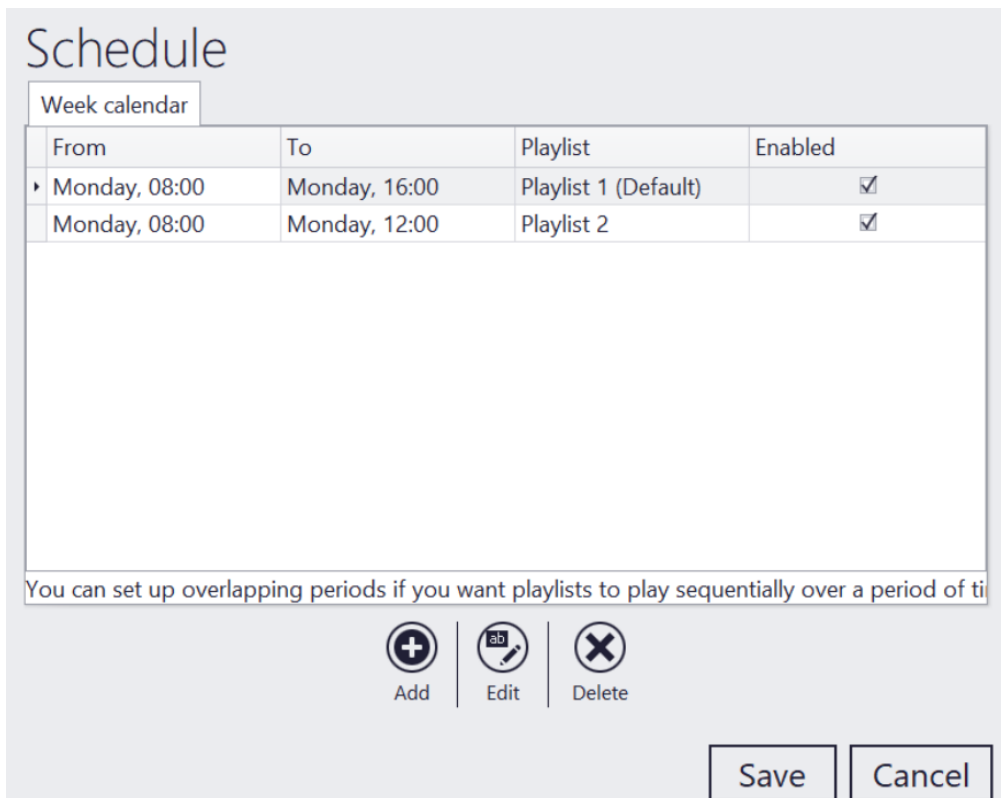 Schedule
Week calendar
From To Playlist Enabled
Monday, 08:00 Monday, 16:00 Playlist 1 (Default)
Monday, 08:00 Monday, 12:00 Playlist 2
You can set up overlapping periods if you want playlists to play sequentially over a period of
ab
Add Edit Delete
Save Cancel